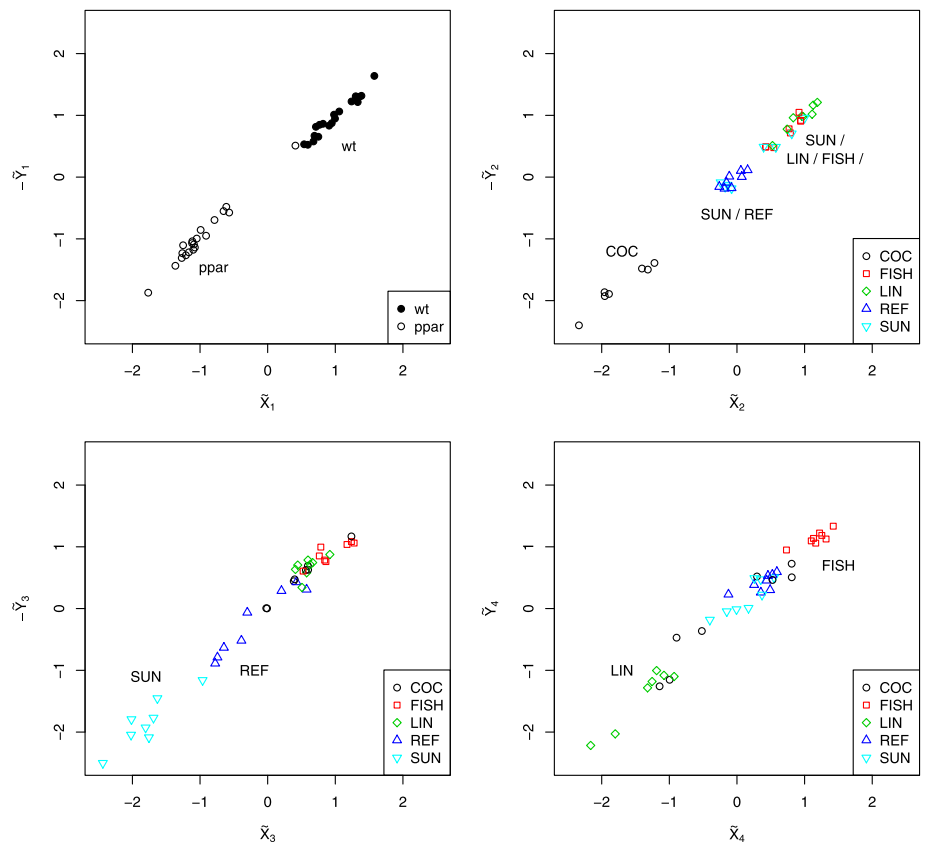 2
1
0
−1
−2
−Ỹ₁
wt
ppar
wt
ppar
−2 −1 0 1 2
X̃₁
2
1
0
−1
−2
−Ỹ₂
SUN /
LIN / FISH /
SUN / REF
COC
COC
FISH
LIN
REF
SUN
−2 −1 0 1 2
X̃₂
2
1
0
−1
−2
−Ỹ₃
SUN
REF
COC
FISH
LIN
REF
SUN
−2 −1 0 1 2
X̃₃
2
1
0
−1
−2
Ỹ₄
FISH
LIN
COC
FISH
LIN
REF
SUN
−2 −1 0 1 2
X̃₄